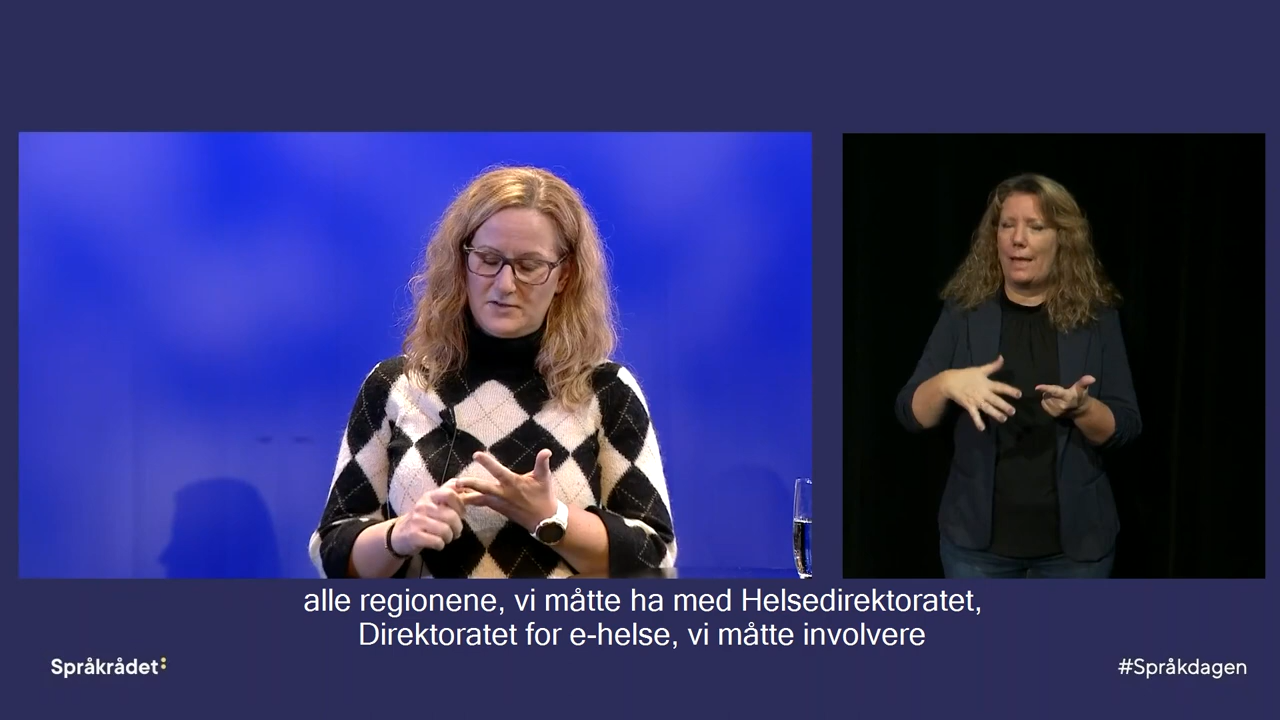 alle regionene, vi måtte ha med Helsedirektoratet,
Direktoratet for e-helse, vi måtte involvere
Språkrådet:
#Språkdagen